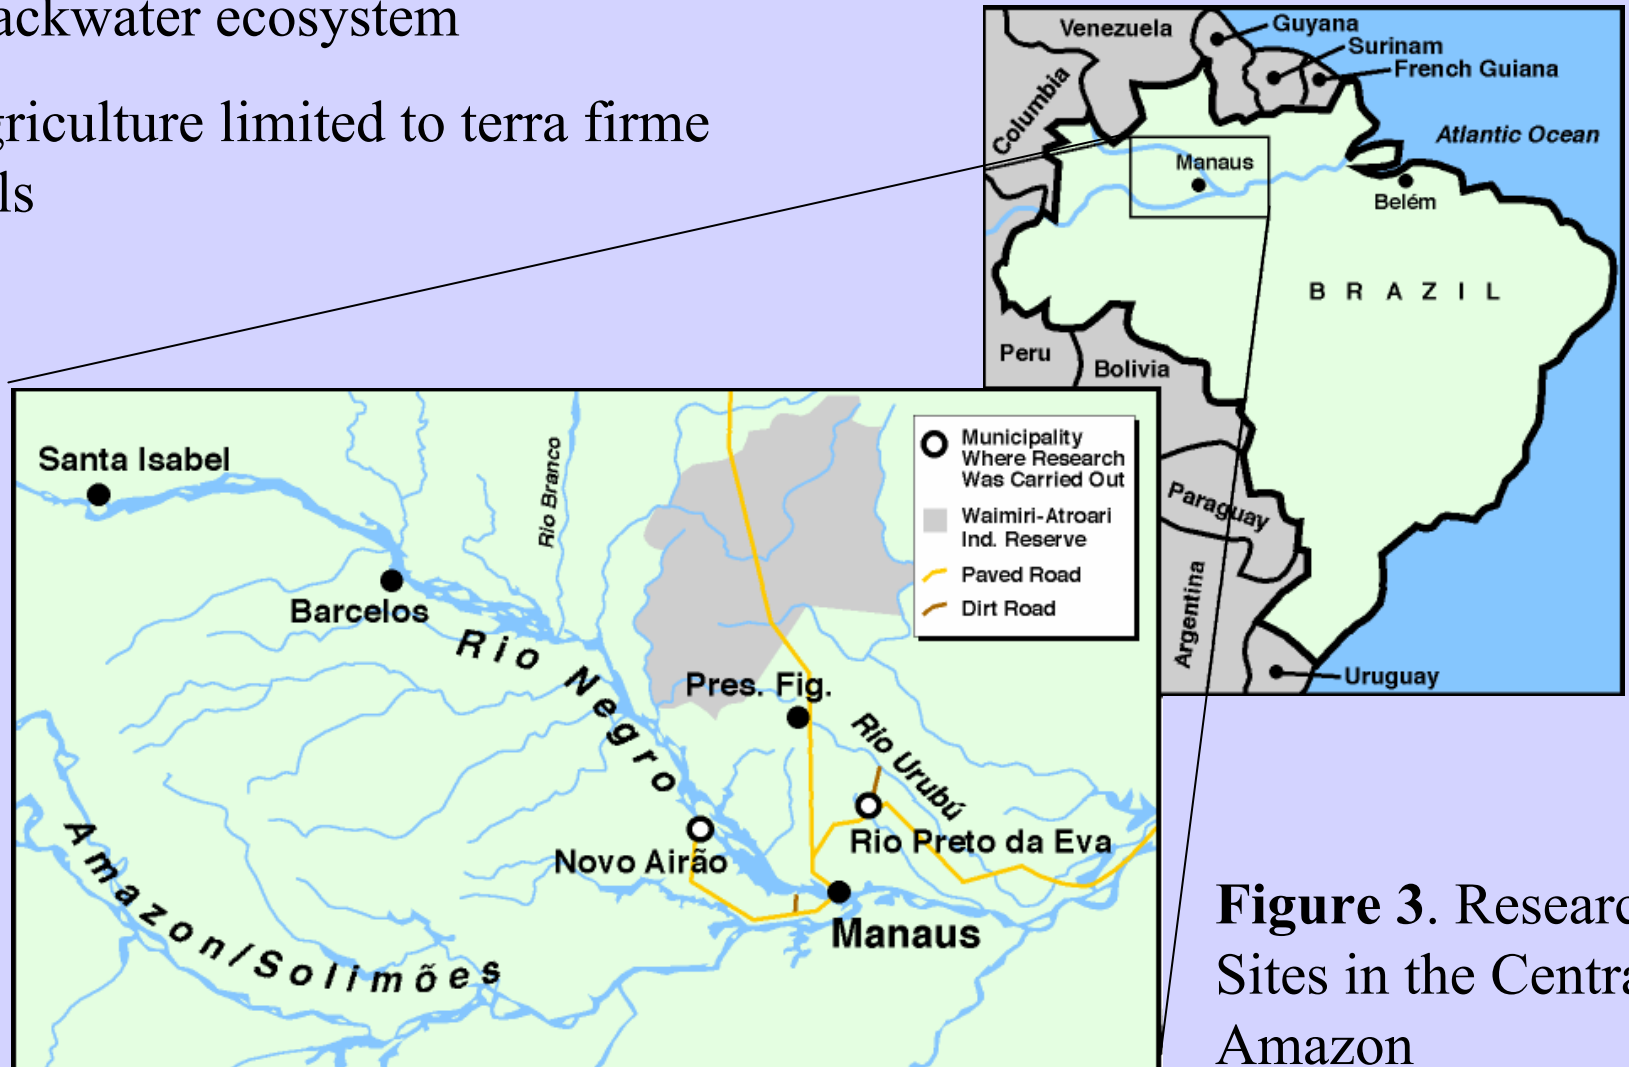 ackwater ecosystem
griculture limited to terra firme
ls
Venezuela
Guyana
Surinam
French Guiana
Columbia
Atlantic Ocean
Manaus
Belém
B R A Z I L
Peru
Bolivia
Paraguay
Argentina
Uruguay
Santa Isabel
Rio Branco
Barcelos
Rio Negro
Municipality
Where Research
Was Carried Out
Waimiri-Atroari
Ind. Reserve
Paved Road
Dirt Road
Pres. Fig.
Rio Urubú
Rio Preto da Eva
Novo Airão
Manaus
Amazon/Solimões
Figure 3. Researc
Sites in the Centra
Amazon